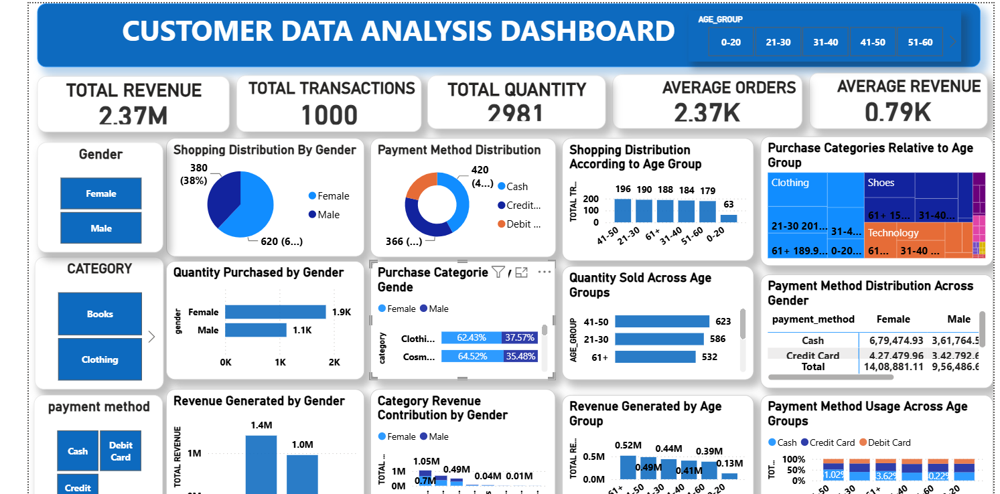 CUSTOMER DATA ANALYSIS DASHBOARD
AGE_GROUP
0-20
21-30
31-40
41-50
51-60
TOTAL REVENUE
2.37M
TOTAL TRANSACTIONS
1000
TOTAL QUANTITY
2981
AVERAGE ORDERS
2.37K
AVERAGE REVENUE
0.79K
Gender
Female
Male
Shopping Distribution By Gender
380
(38%)
620 (6...)
Female
Male
Payment Method Distribution
420
(4...)
366 (...)
Cash
Credit...
Debit ...
Shopping Distribution
According to Age Group
TOTAL TR...
200
100
0
196
190
188
184
179
63
41-50
21-30
61+
31-40
51-60
0-20
Purchase Categories Relative to Age
Group
Clothing
21-30 201...
61+ 189.9...
31-4...
0-20...
Shoes
61+ 15...
31-40...
Technology
61...
31-40 ...
CATEGORY
Books
Clothing
Quantity Purchased by Gender
gender
Female
1.9K
Male
1.1K
0K
1K
2K
Purchase Categorie
Gende
Female
Male
category
Clothi...
62.43%
37.57%
Cosm...
64.52%
35.48%
Quantity Sold Across Age
Groups
AGE_GROUP
41-50
623
21-30
586
61+
532
Payment Method Distribution Across
Gender
payment_method Female Male
Cash 6,79,474.93 3,61,764.5
Credit Card 4,27,479.96 3,42,792.6
Total 14,08,881.11 9,56,486.6
payment method
Cash
Debit
Card
Credit
Revenue Generated by Gender
TOTAL REVENUE
1M
1.4M
1.0M
Category Revenue
Contribution by Gender
Female
Male
TOTAL ...
1M
0M
1.05M
0.7M
0.49M
0.04M
0.01M
Revenue Generated by Age
Group
TOTAL RE...
0.5M
0.0M
0.52M
0.49M
0.44M
0.41M
0.39M
0.13M
61+
-50
-30
-40
-60
0-20
Payment Method Usage Across Age
Groups
Cash
Credit Card
Debit Card
TOT...
100%
50%
0%
1.02%
3.62%
0.22%
-50
-30
61+
-40
-60
-20